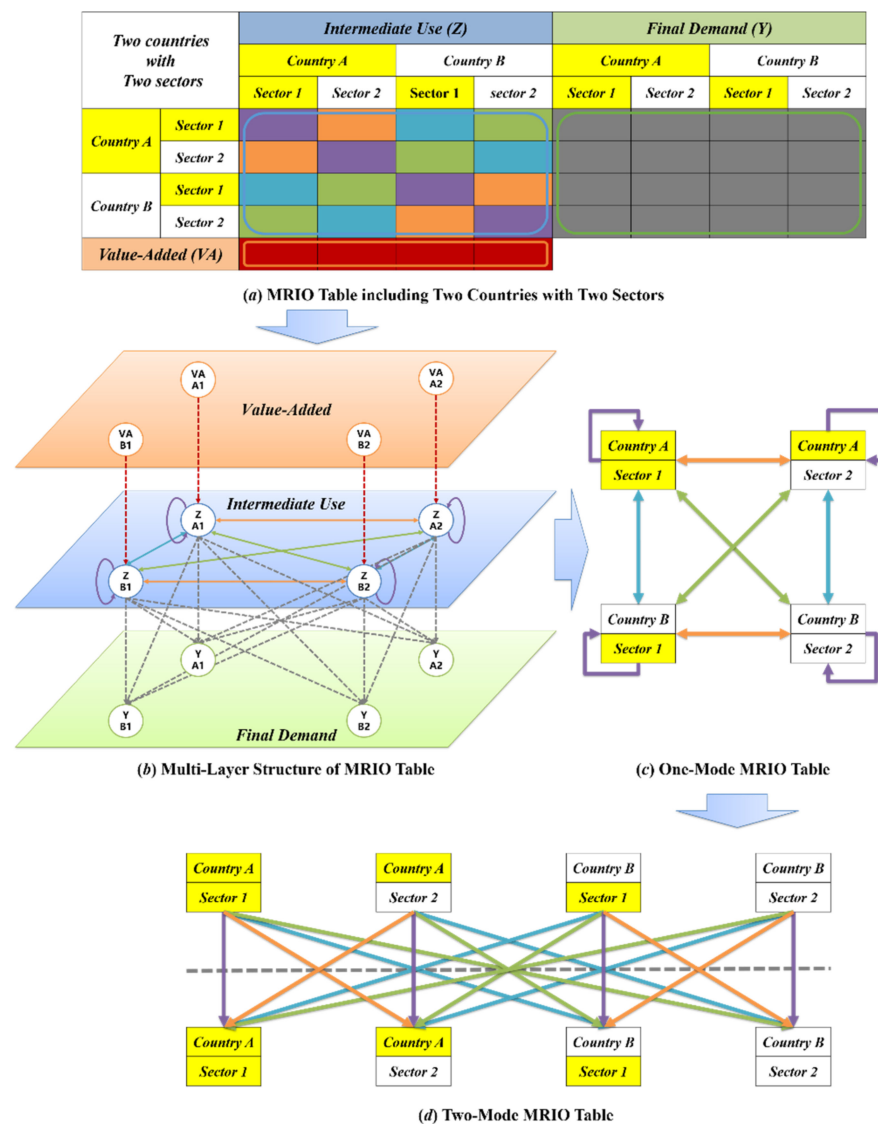 Two countries
with
Two sectors
Intermediate Use (Z)
Final Demand (Y)
Country A
Country B
Country A
Country B
Sector 1
Sector 2
Sector 1
sector 2
Sector 1
Sector 2
Sector 1
Sector 2
Country A
Sector 1
Sector 2
Country B
Sector 1
Sector 2
Value-Added (VA)
(a) MRIO Table including Two Countries with Two Sectors
VA
A1
VA
A2
Value-Added
VA
B1
VA
B2
Intermediate Use
Z
A1
Z
A2
Z
B1
Z
B2
Y
A1
Y
A2
Y
B1
Y
B2
Final Demand
(b) Multi-Layer Structure of MRIO Table
Country A
Sector 1
Country A
Sector 2
Country B
Sector 1
Country B
Sector 2
(c) One-Mode MRIO Table
Country A
Sector 1
Country A
Sector 2
Country B
Sector 1
Country B
Sector 2
Country A
Sector 1
Country A
Sector 2
Country B
Sector 1
Country B
Sector 2
(d) Two-Mode MRIO Table